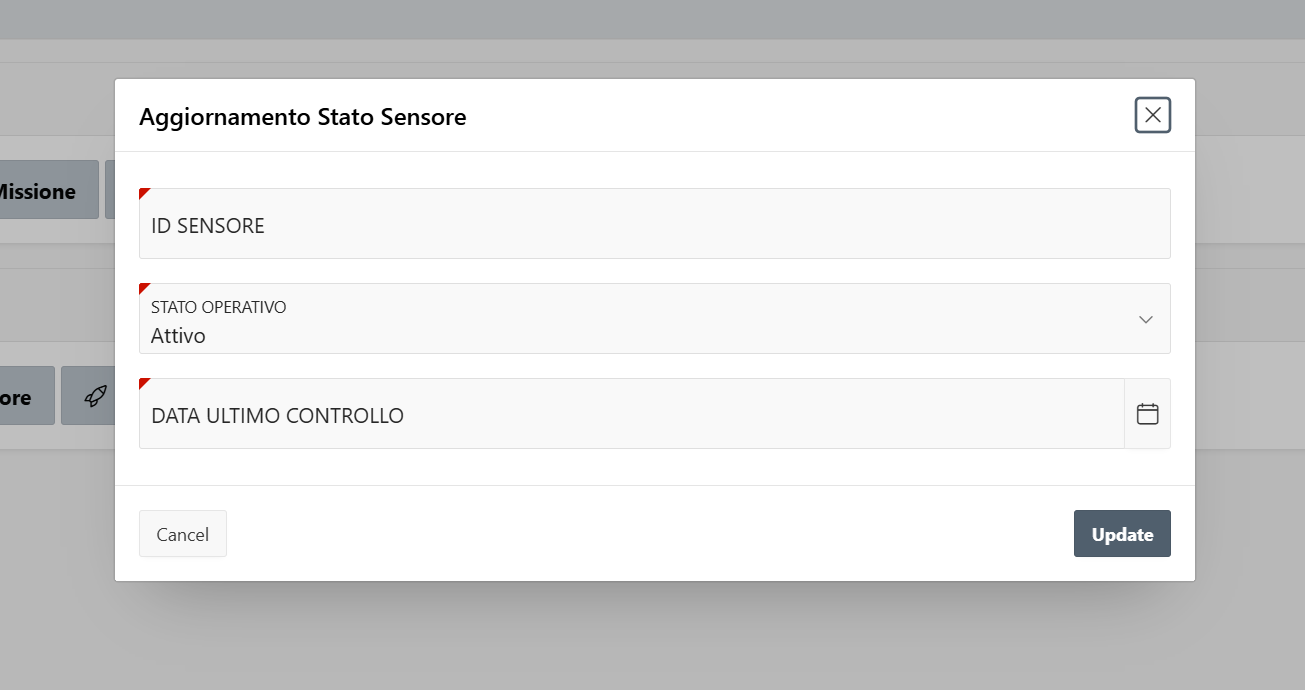 Aggiornamento Stato Sensore
Missione
ID SENSORE
STATO OPERATIVO
Attivo
ore
DATA ULTIMO CONTROLLO
Cancel
Update